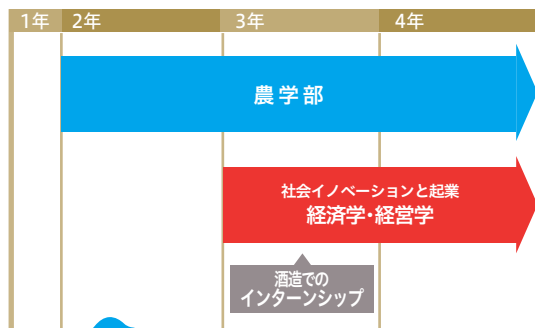 1年 2年 3年 4年
農学部
社会イノベーションと起業
経済学・経営学
酒造での
インターンシップ